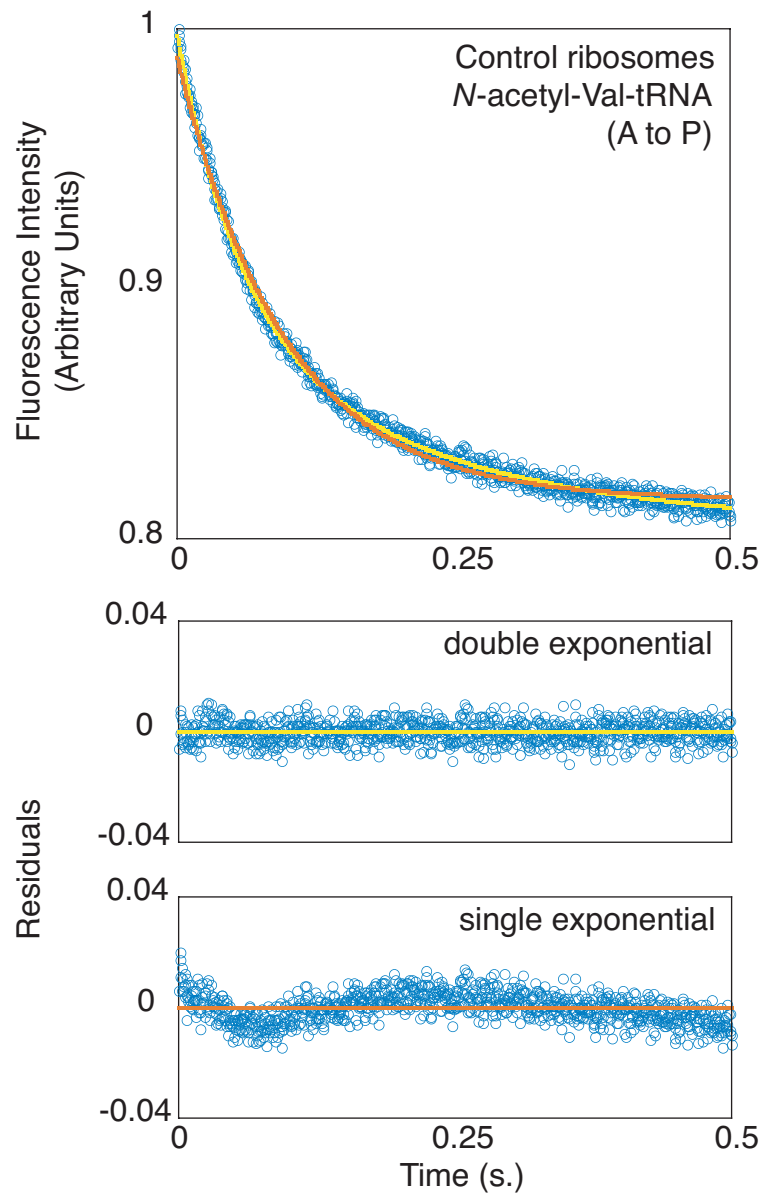 1
Control ribosomes
N-acetyl-Val-tRNA
(A to P)
Fluorescence Intensity
(Arbitrary Units)
0.9
0.8
0
0.25
0.5
0.04
double exponential
0
-0.04
Residuals
0.04
single exponential
0
-0.04
0
0.25
0.5
Time (s.)